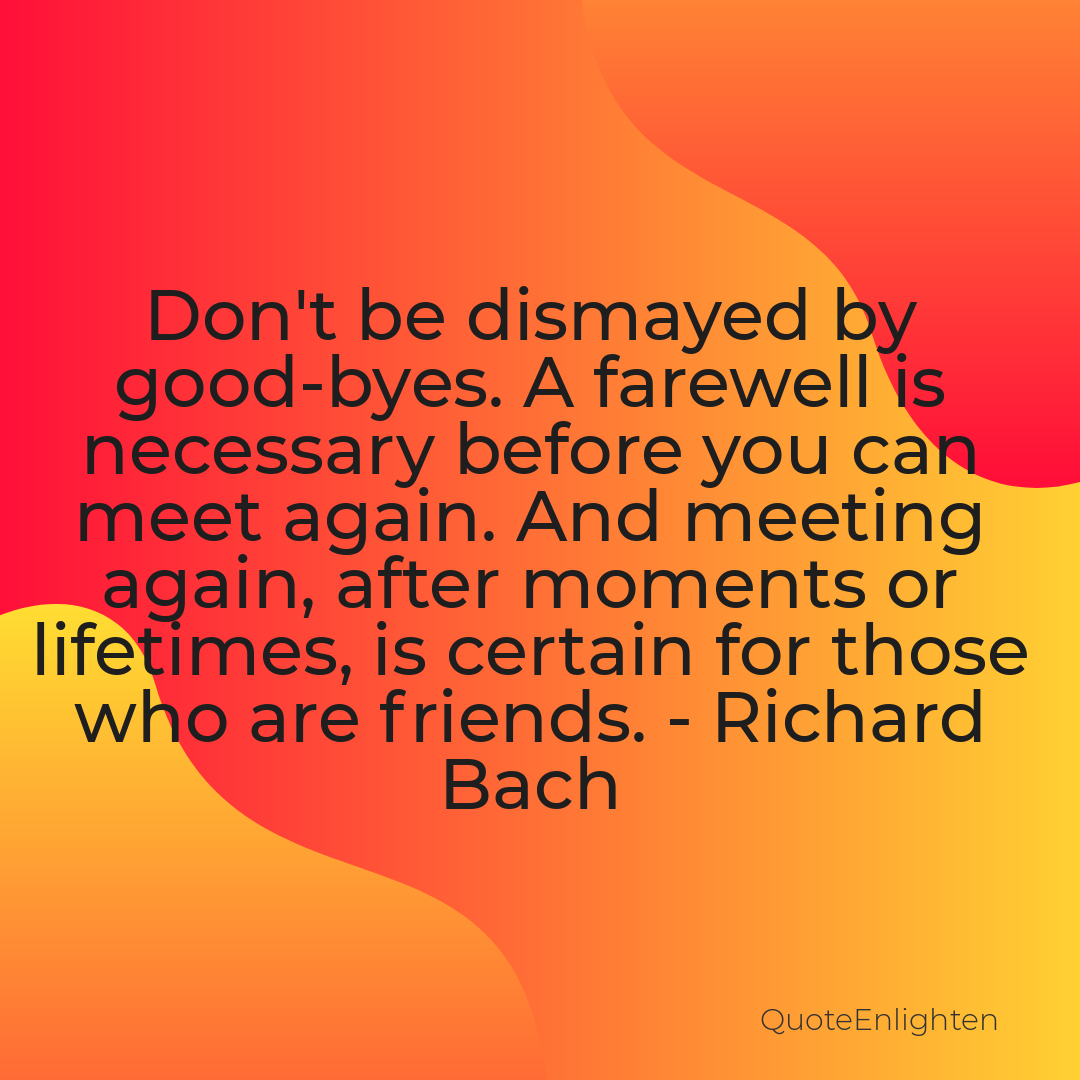 Don't be dismayed by
good-byes. A farewell is
necessary before you can
meet again. And meeting
again, after moments or
lifetimes, is certain for those
who are friends. - Richard
Bach
QuoteEnlighten